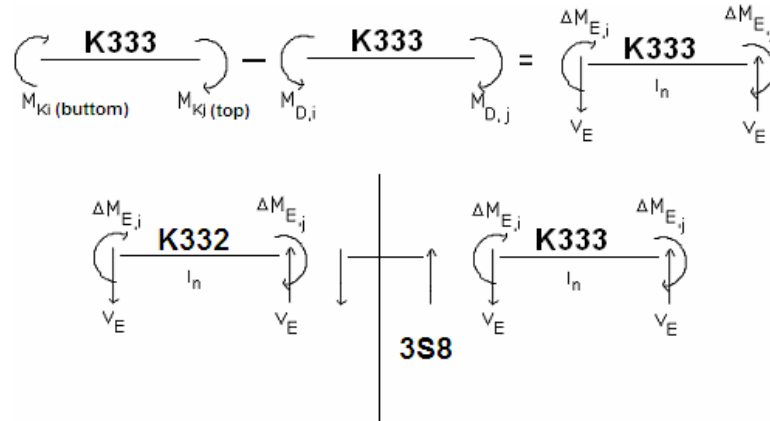 K333 K333 ΔM_E,i ΔM_E,j
− = K333
M_Ki (buttom) M_Kj (top) M_D,i M_D,j l_n
V_E V_E
ΔM_E,j ΔM_E,j ΔM_E,i ΔM_E,j
K332 K333
l_n l_n
V_E V_E V_E V_E
3S8